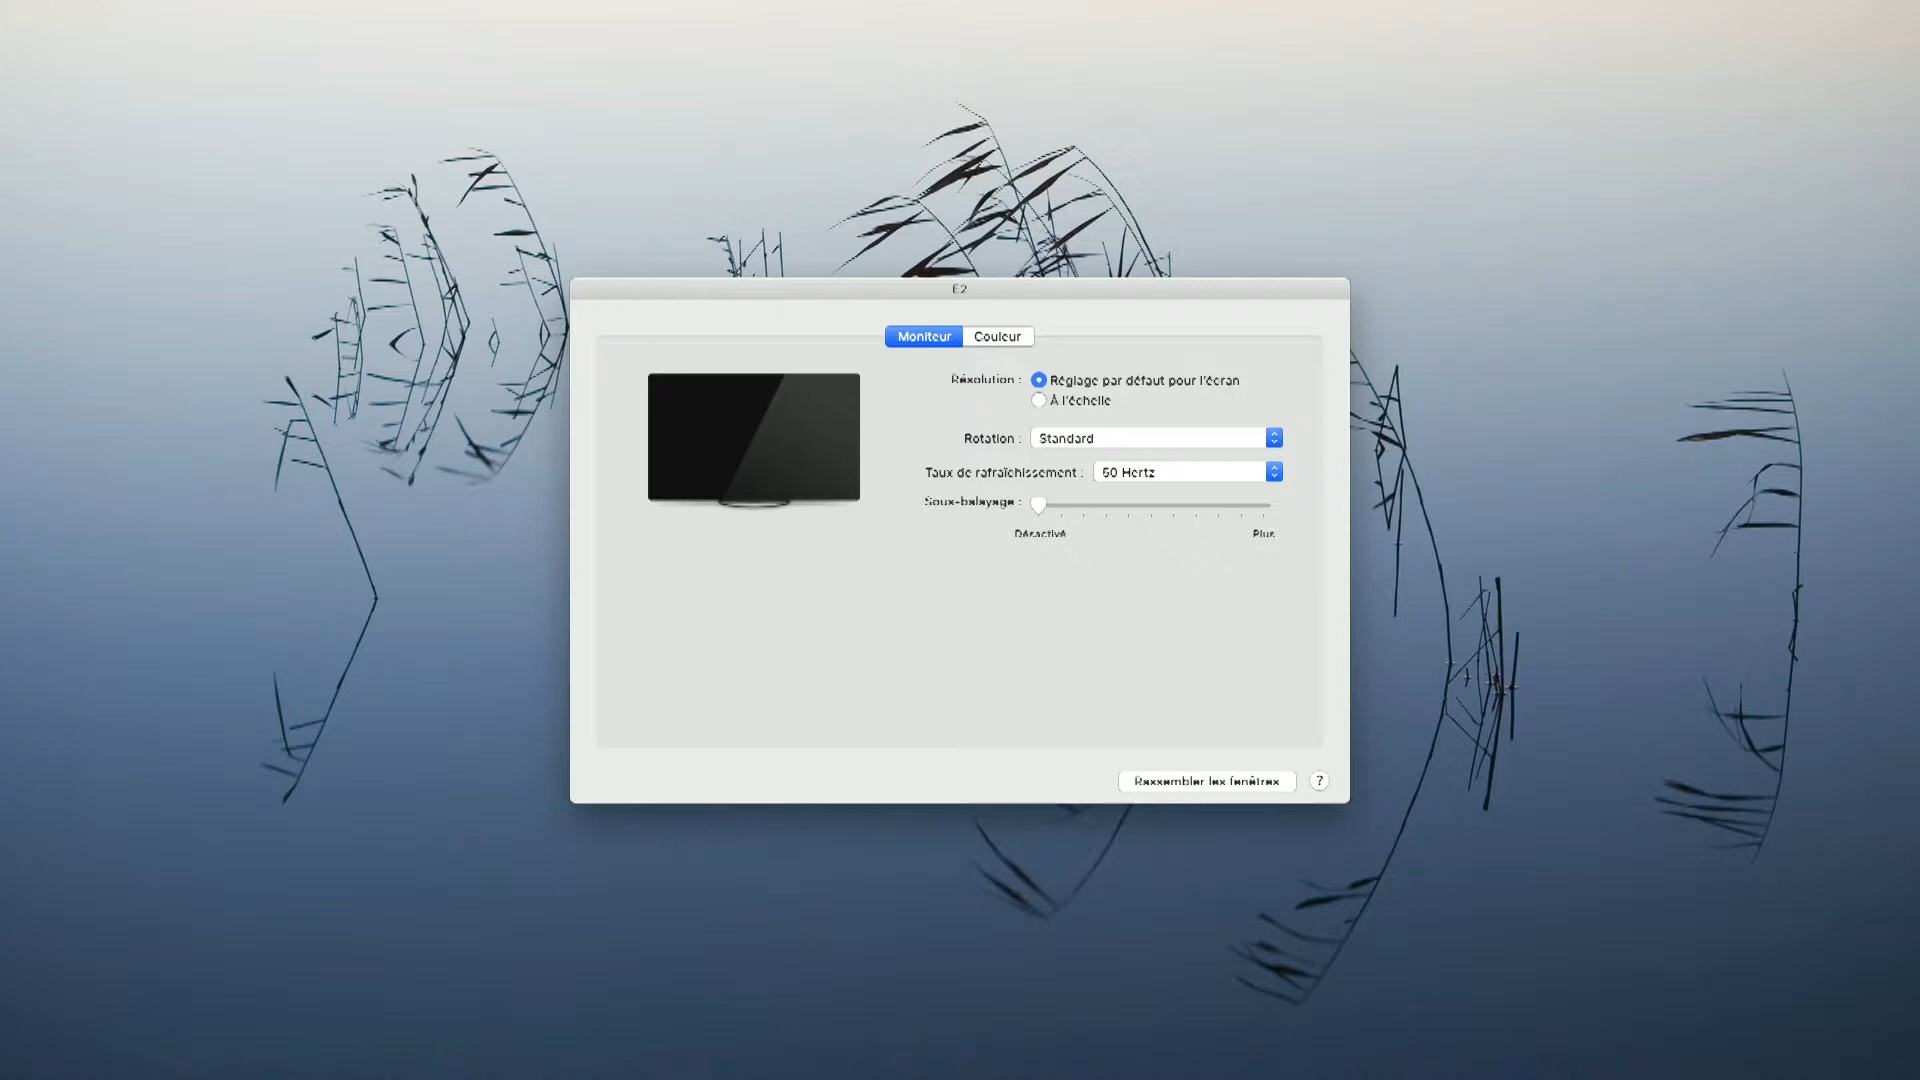 E2
Moniteur Couleur
Résolution : Réglage par défaut pour l'écran
À l'échelle
Rotation : Standard
Taux de rafraîchissement : 60 Hertz
Sous-balayage :
Désactivé Plus
Rassembler les fenêtres ?